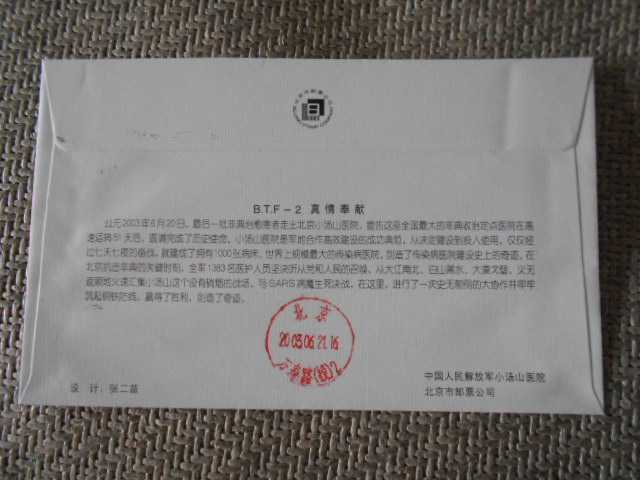 B.T.F－2 真情奉献
公元2003年6月20日，最后一批非典治愈患者走出北京小汤山医院，宣告这座全国最大的非典收治定点医院在高
速运转51天后，圆满完成了历史使命。小汤山医院是军地合作高效建设的成功典范，从决定建设到投入使用，仅仅经
过七天七夜的奋战，就建成了拥有1000张病床，世界上规模最大的传染病医院，创造了传染病医院建设史上的奇迹。在
北京抗击非典的关键时刻，全军1383名医护人员坚决听从党和人民的召唤，从大江南北、白山黑水、大漠戈壁，义无
返顾地火速汇集小汤山这个没有硝烟的战场，与SARS病魔生死决战，在这里，进行了一次史无前例的大协作并牢牢
筑起钢铁防线，赢得了胜利，创造了奇迹。
北京
2003.06.21.16
中国人民解放军小汤山医院
设 计：张二苗
北京市邮票公司